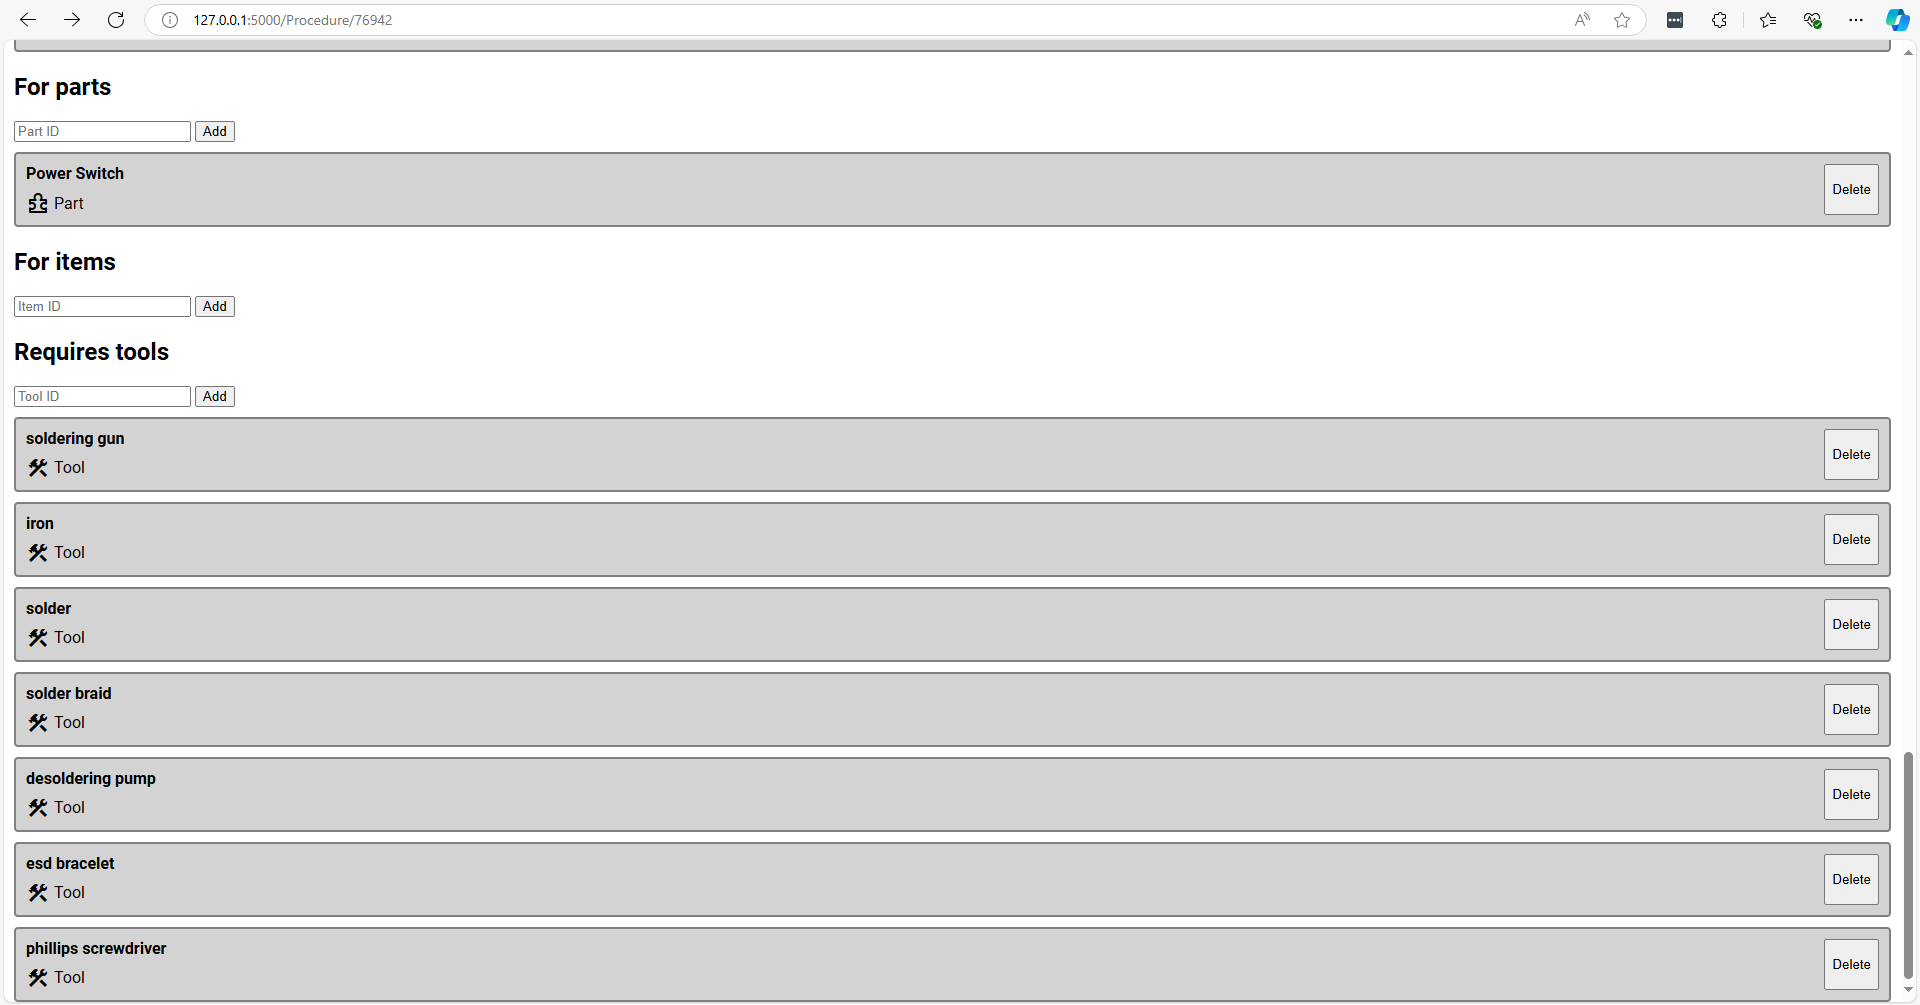 127.0.0.1:5000/Procedure/76942
For parts
Part ID Add
Power Switch
Part
Delete
For items
Item ID Add
Requires tools
Tool ID Add
soldering gun
Tool
Delete
iron
Tool
Delete
solder
Tool
Delete
solder braid
Tool
Delete
desoldering pump
Tool
Delete
esd bracelet
Tool
Delete
phillips screwdriver
Tool
Delete